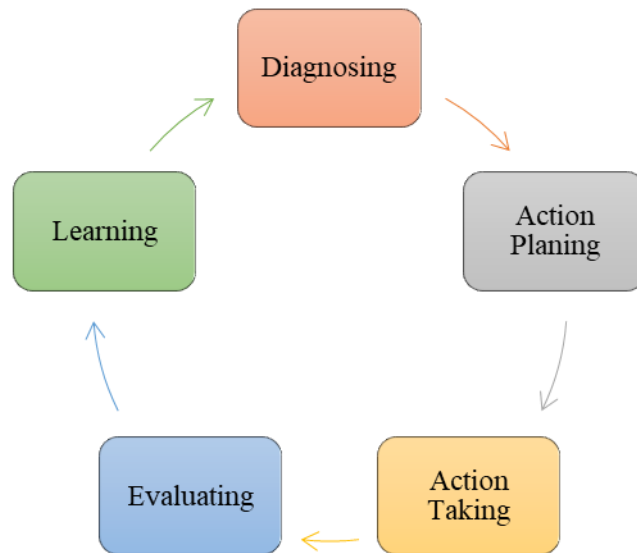 Diagnosing
Action
Planing
Action
Taking
Evaluating
Learning